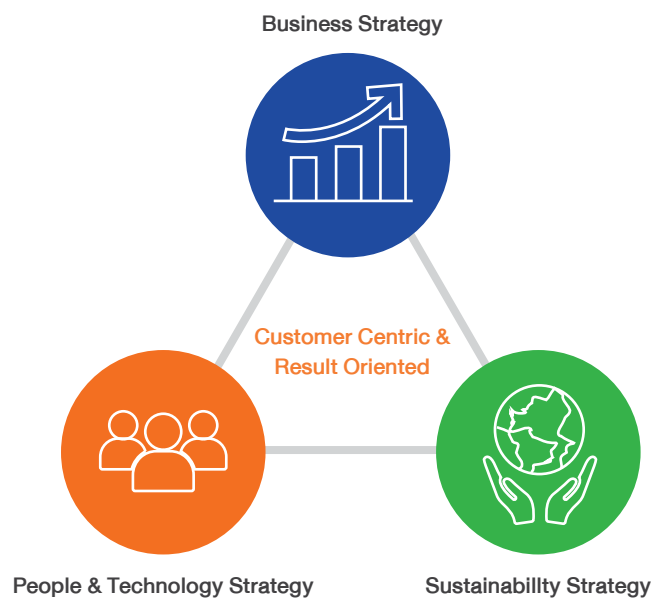 Business Strategy
Customer Centric &
Result Oriented
People & Technology Strategy
Sustainabillty Strategy